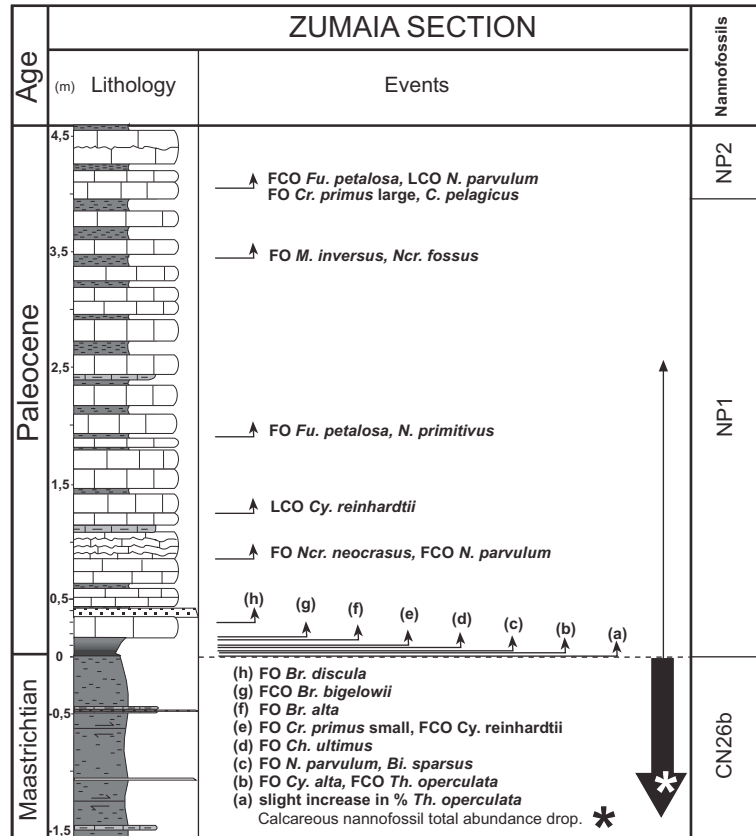 ZUMAIA SECTION
Age
(m) Lithology
Events
Nannofossils
4,5
3,5
2,5
1,5
0,5
0
-0,5
-1
-1,5
Paleocene
Maastrichtian
FCO Fu. petalosa, LCO N. parvulum
FO Cr. primus large, C. pelagicus
FO M. inversus, Ncr. fossus
FO Fu. petalosa, N. primitivus
LCO Cy. reinhardtii
FO Ncr. neocrasus, FCO N. parvulum
(h) (g) (f) (e) (d) (c) (b) (a)
(h) FO Br. discula
(g) FCO Br. bigelowii
(f) FO Br. alta
(e) FO Cr. primus small, FCO Cy. reinhardtii
(d) FO Ch. ultimus
(c) FO N. parvulum, Bi. sparsus
(b) FO Cy. alta, FCO Th. operculata
(a) slight increase in % Th. operculata
Calcareous nannofossil total abundance drop. *
*
NP2
NP1
CN26b